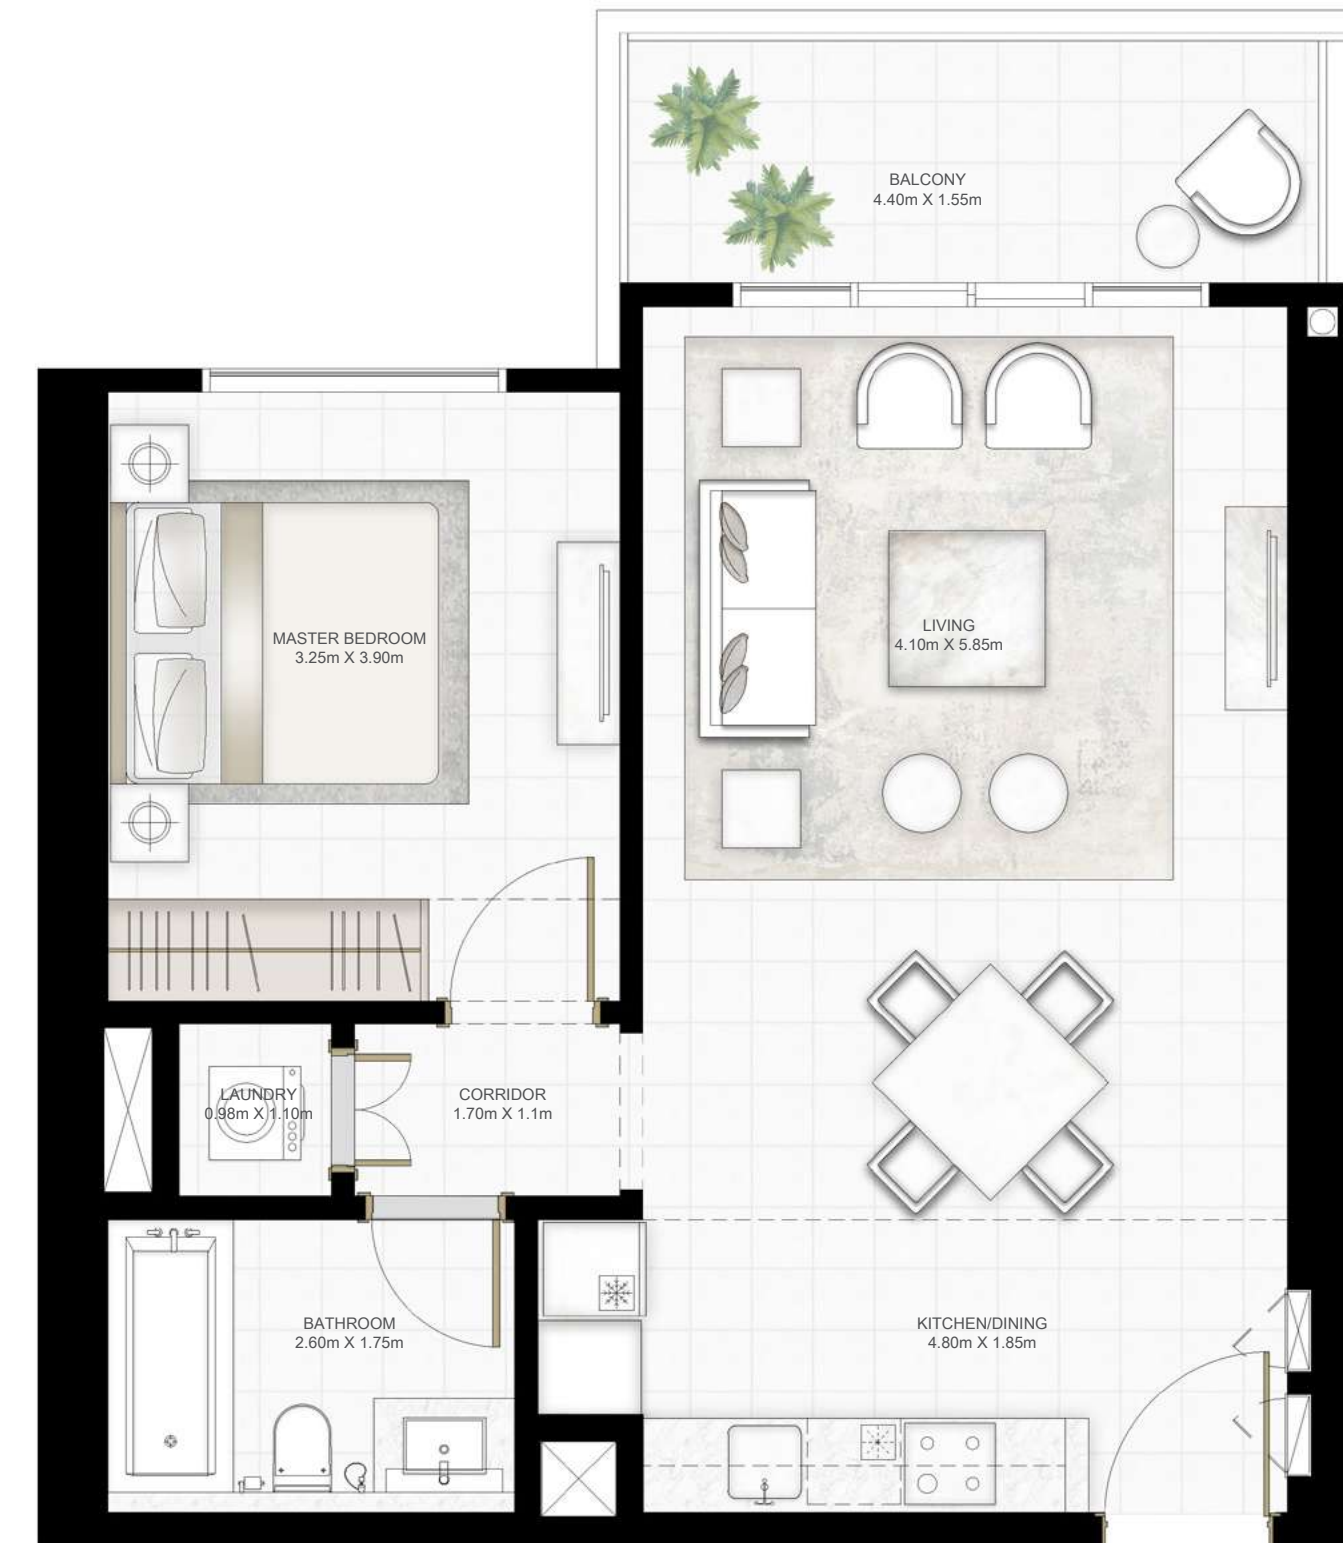 BALCONY
4.40m X 1.55m
MASTER BEDROOM
3.25m X 3.90m
LIVING
4.10m X 5.85m
LAUNDRY
0.98m X 1.10m
CORRIDOR
1.70m X 1.1m
BATHROOM
2.60m X 1.75m
KITCHEN/DINING
4.80m X 1.85m